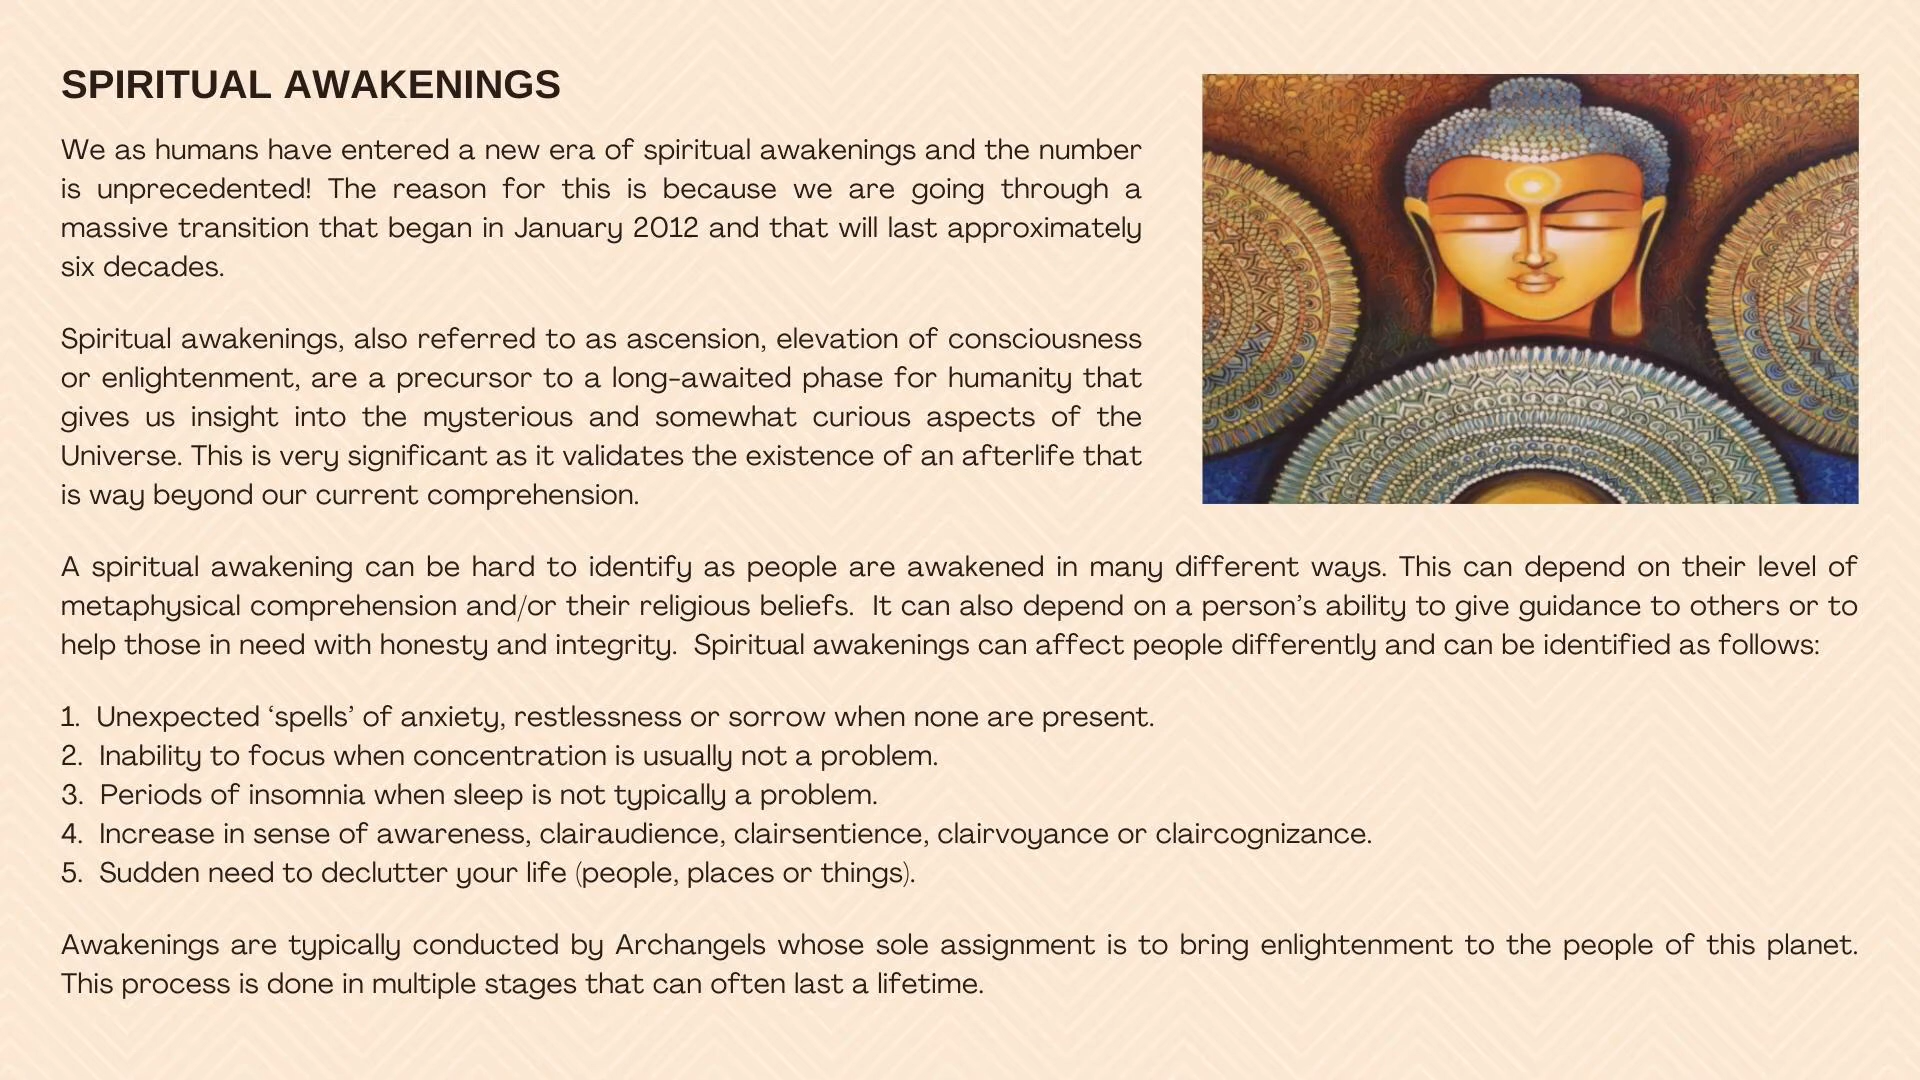 SPIRITUAL AWAKENINGS
We as humans have entered a new era of spiritual awakenings and the number
is unprecedented! The reason for this is because we are going through a
massive transition that began in January 2012 and that will last approximately
six decades.
Spiritual awakenings, also referred to as ascension, elevation of consciousness
or enlightenment, are a precursor to a long-awaited phase for humanity that
gives us insight into the mysterious and somewhat curious aspects of the
Universe. This is very significant as it validates the existence of an afterlife that
is way beyond our current comprehension.
A spiritual awakening can be hard to identify as people are awakened in many different ways. This can depend on their level of
metaphysical comprehension and/or their religious beliefs.  It can also depend on a person’s ability to give guidance to others or to
help those in need with honesty and integrity.  Spiritual awakenings can affect people differently and can be identified as follows:
1.  Unexpected ‘spells’ of anxiety, restlessness or sorrow when none are present.
2.  Inability to focus when concentration is usually not a problem.
3.  Periods of insomnia when sleep is not typically a problem.
4.  Increase in sense of awareness, clairaudience, clairsentience, clairvoyance or claircognizance.
5.  Sudden need to declutter your life (people, places or things).
Awakenings are typically conducted by Archangels whose sole assignment is to bring enlightenment to the people of this planet.
This process is done in multiple stages that can often last a lifetime.